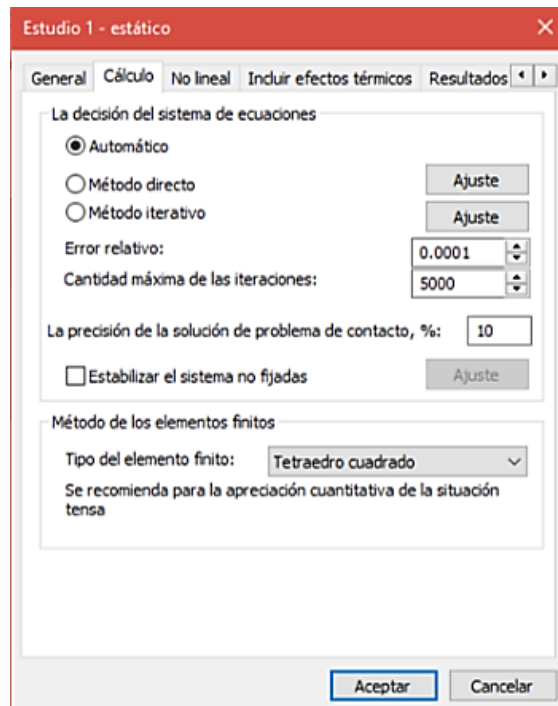 Estudio 1 - estático
General Cálculo No lineal Incluir efectos térmicos Resultados
La decisión del sistema de ecuaciones
Automático
Método directo Ajuste
Método iterativo Ajuste
Error relativo: 0.0001
Cantidad máxima de las iteraciones: 5000
La precisión de la solución de problema de contacto, %: 10
Estabilizar el sistema no fijadas Ajuste
Método de los elementos finitos
Tipo del elemento finito: Tetraedro cuadrado
Se recomienda para la apreciación cuantitativa de la situación
tensa
Aceptar Cancelar